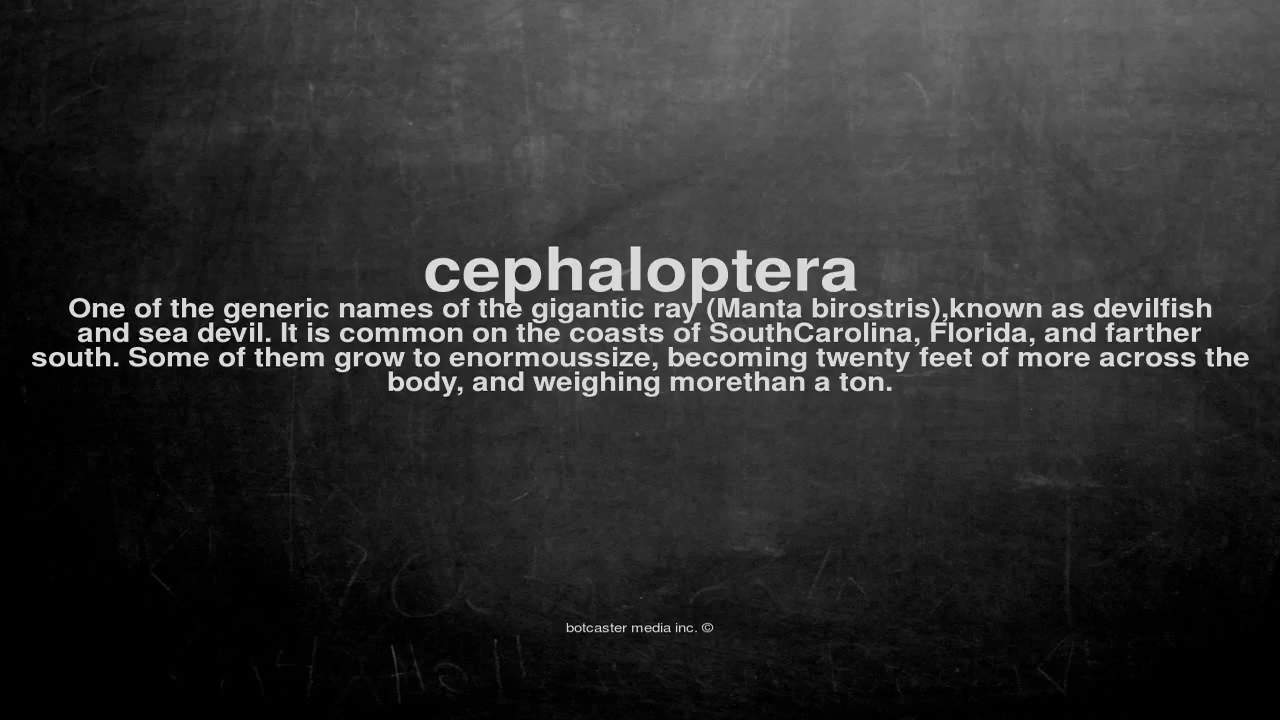 cephaloptera
One of the generic names of the gigantic ray (Manta birostris),known as devilfish
and sea devil. It is common on the coasts of SouthCarolina, Florida, and farther
south. Some of them grow to enormoussize, becoming twenty feet of more across the
body, and weighing morethan a ton.
botcaster media inc. ©